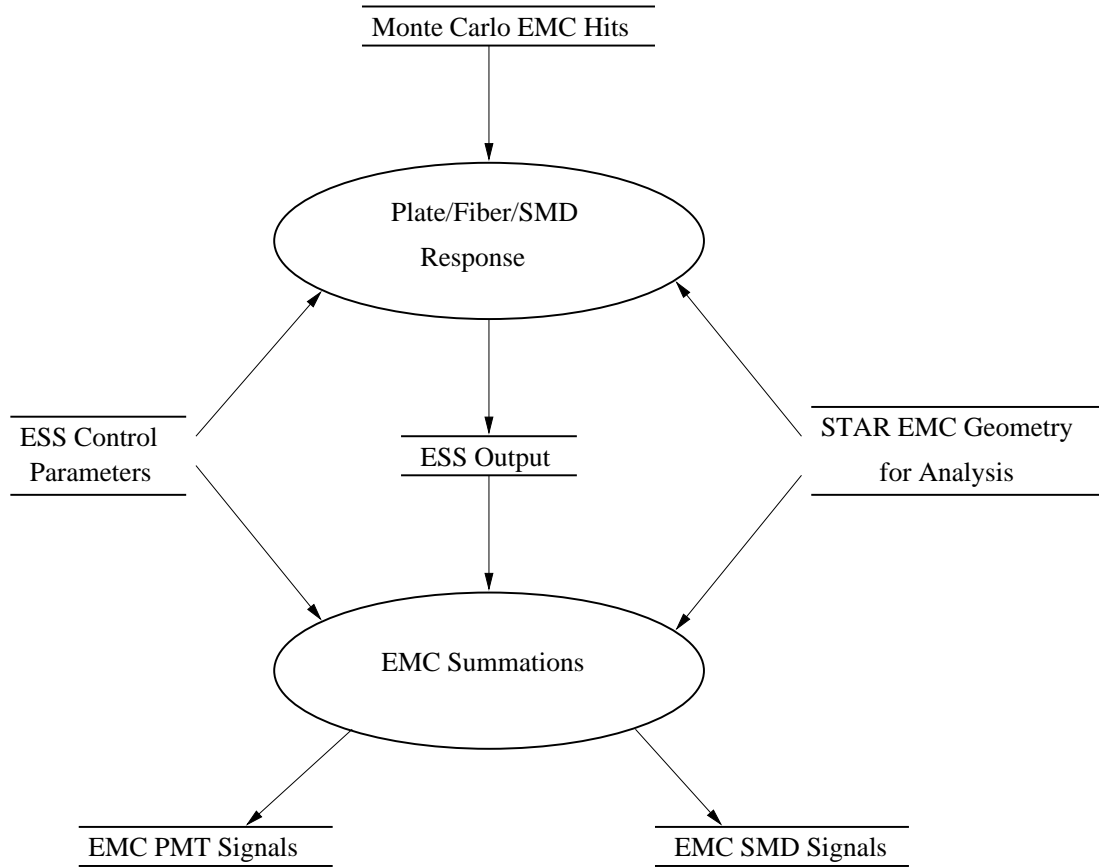 Monte Carlo EMC Hits
Plate/Fiber/SMD
Response
ESS Control
Parameters
ESS Output
STAR EMC Geometry
for Analysis
EMC Summations
EMC PMT Signals
EMC SMD Signals